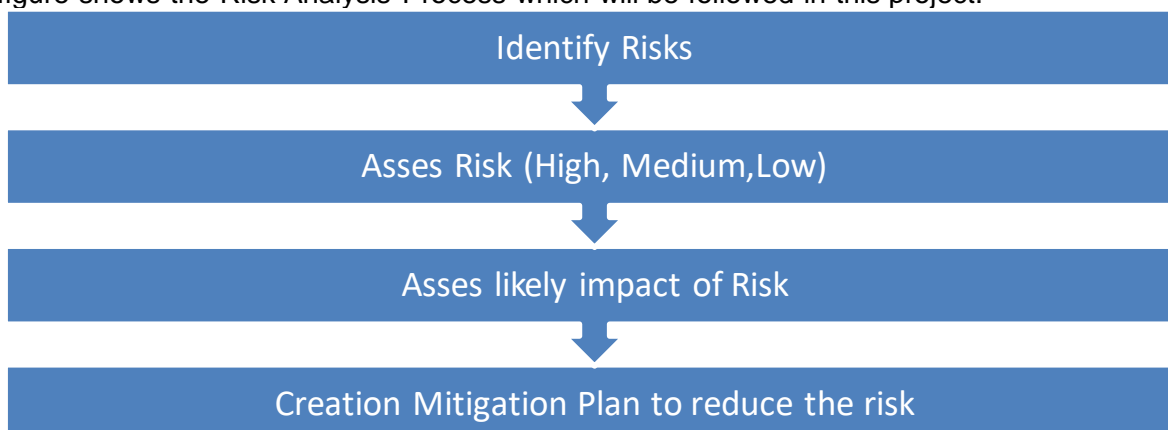 figure shows the Risk Analysis Process which will be followed in this project.
Identify Risks
Asses Risk (High, Medium,Low)
Asses likely impact of Risk
Creation Mitigation Plan to reduce the risk